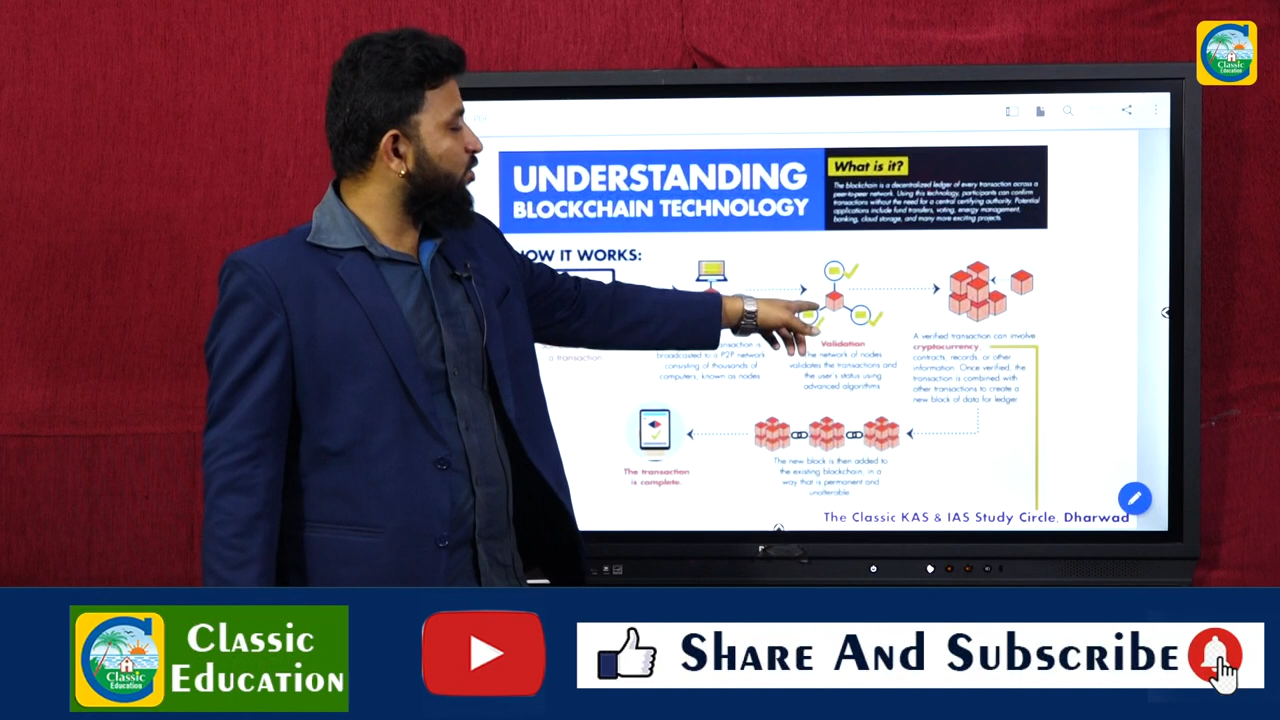 Classic
Education
PDF
UNDERSTANDING
BLOCKCHAIN TECHNOLOGY
What is it?
The blockchain is a decentralized ledger of every transaction across a
peer-to-peer network. Using this technology, participants can confirm
transactions without the need for a central certifying authority. Potential
applications include fund transfers, voting, energy management,
banking, cloud storage, and many more exciting projects
HOW IT WORKS:
a transaction
transaction is
broadcasted to a P2P network
consisting of thousands of
computers, known as nodes
Validation
The network of nodes
validates the transactions and
the user's status using
advanced algorithms
A verified transaction can involve
cryptocurrency
contracts, records, or other
information. Once verified, the
transaction is combined with
other transactions to create a
new block of data for ledger
The transaction
is complete.
The new block is then added to
the existing blockchain, in a
way that is permanent and
unalterable
The Classic KAS & IAS Study Circle, Dharwad
Classic
Education
Classic
Education
Share And Subscribe